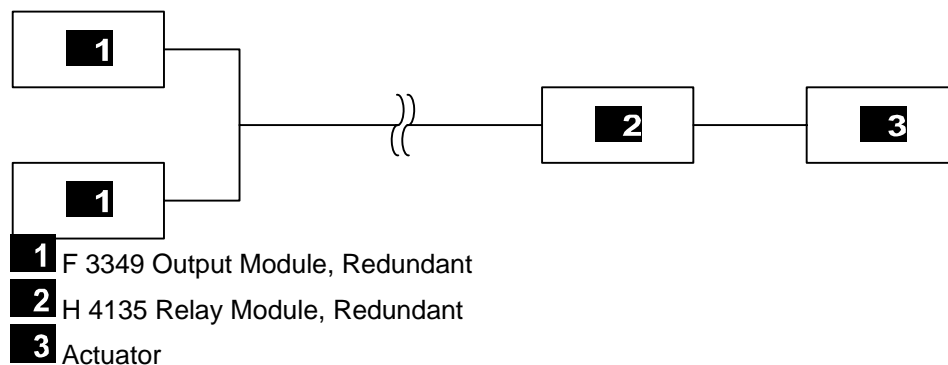 1
2
3
1
1 F 3349 Output Module, Redundant
2 H 4135 Relay Module, Redundant
3 Actuator